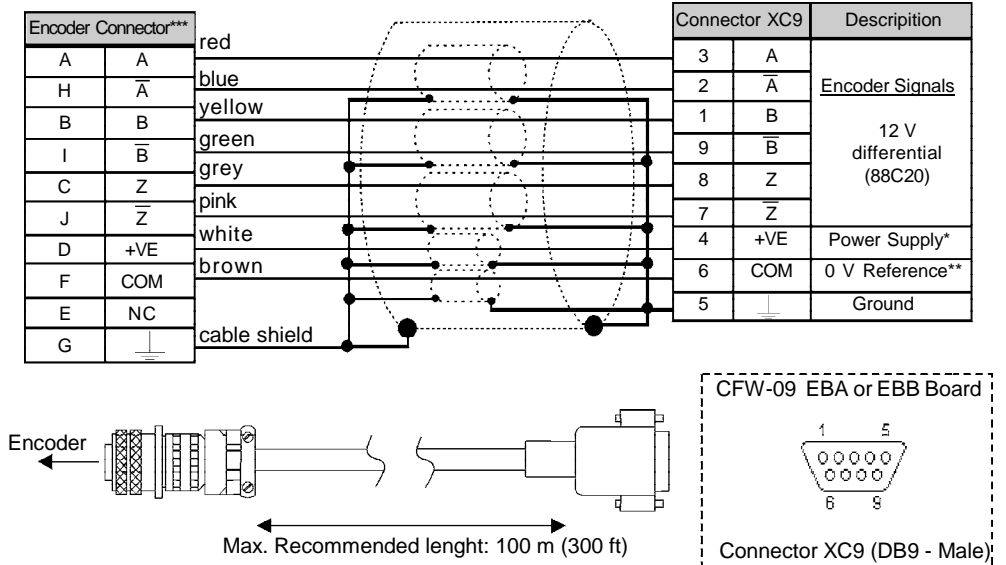 Encoder Connector***
A A
H A̅
B B
I B̅
C Z
J Z̅
D +VE
F COM
E NC
G
red
blue
yellow
green
grey
pink
white
brown
cable shield
Connector XC9 Descripition
3 A
2 A̅
1 B
9 B̅
8 Z
7 Z̅
4 +VE
6 COM
5
Encoder Signals
12 V
differential
(88C20)
Power Supply*
0 V Reference**
Ground
Encoder
Max. Recommended lenght: 100 m (300 ft)
CFW-09 EBA or EBB Board
1 5
6 9
Connector XC9 (DB9 - Male)